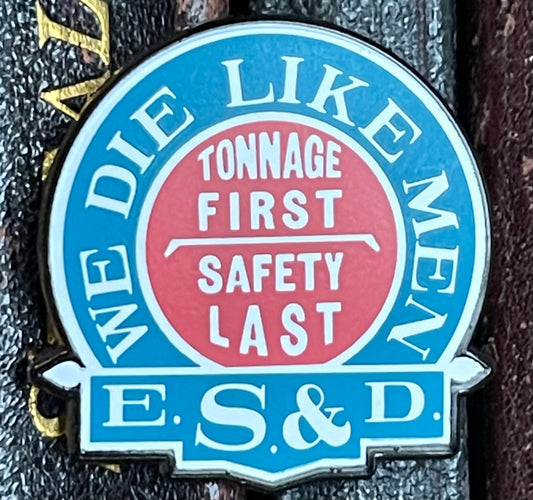 WE DIE LIKE MEN
TONNAGE
FIRST
SAFETY
LAST
E. S. & D.